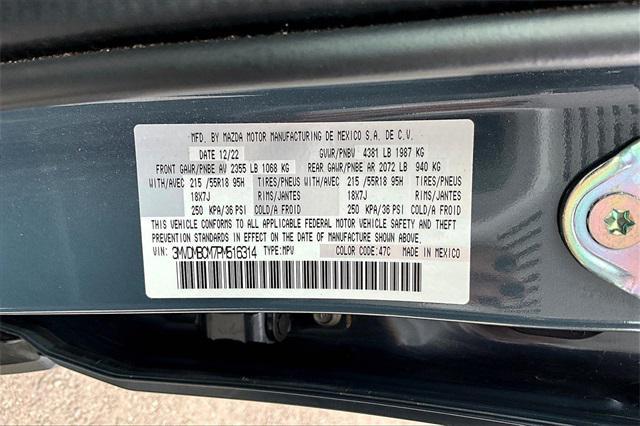 MFD. BY MAZDA MOTOR MANUFACTURING DE MEXICO S.A. DE C.V.
DATE 12/22 GVWR/PNBV 4381 LB 1987 KG
FRONT GAWR/PNBE AV 2355 LB 1068 KG REAR GAWR/PNBE AR 2072 LB 940 KG
WITH/AVEC 215 /55R18 95H TIRES/PNEUS WITH/AVEC 215 /55R18 95H TIRES/PNEUS
18X7J RIMS/JANTES 18X7J RIMS/JANTES
250 KPA/36 PSI COLD/A FROID 250 KPA/36 PSI COLD/A FROID
THIS VEHICLE CONFORMS TO ALL APPLICABLE FEDERAL MOTOR VEHICLE SAFETY AND THEFT
PREVENTION STANDARDS IN EFFECT ON THE DATE OF MANUFACTURE SHOWN ABOVE.
VIN: 3MVDMBCM7PM516314 TYPE:MPV COLOR CODE:47C MADE IN MEXICO